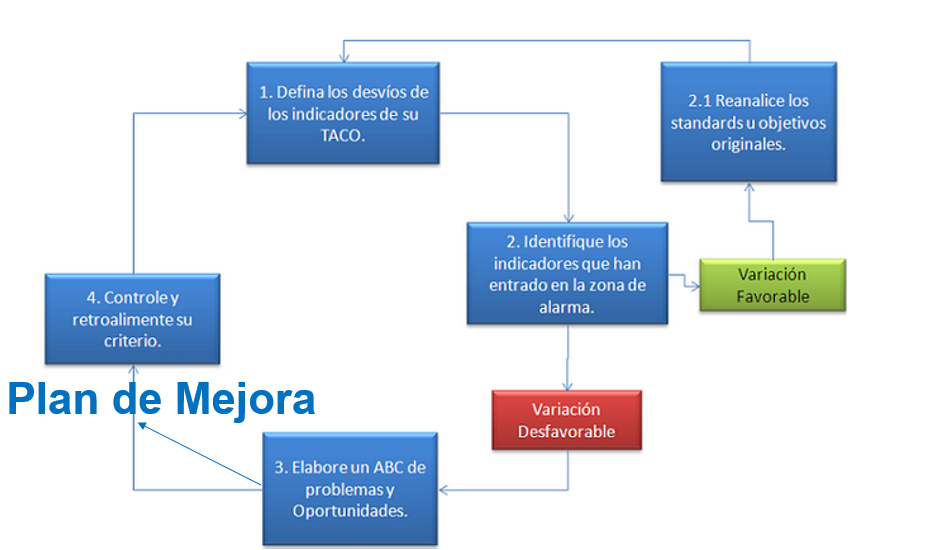 1. Defina los desvíos de
los indicadores de su
TACO.
2.1 Reanalice los
standards u objetivos
originales.
2. Identifique los
indicadores que han
entrado en la zona de
alarma.
Variación
Favorable
4. Controle y
retroalimente su
criterio.
Plan de Mejora
Variación
Desfavorable
3. Elabore un ABC de
problemas y
Oportunidades.